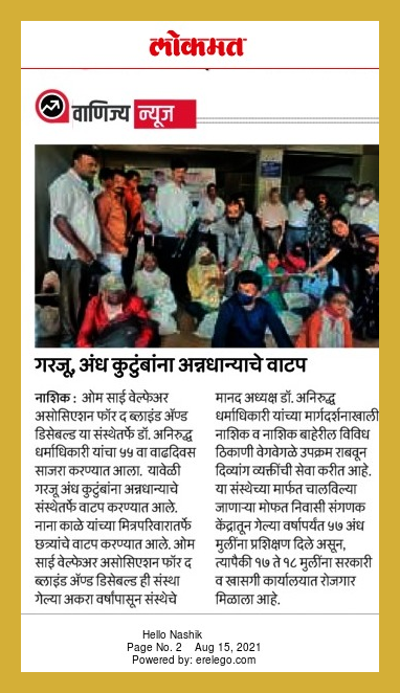 लोकमत
वाणिज्य न्यूज
गरजू, अंध कुटुंबांना अन्नधान्याचे वाटप
नाशिक : ओम साई वेल्फेअर
असोसिएशन फॉर द ब्लाइंड ॲण्ड
डिसेबल्ड या संस्थेतर्फे डॉ. अनिरुद्ध
धर्माधिकारी यांचा ५५ वा वाढदिवस
साजरा करण्यात आला. यावेळी
गरजू अंध कुटुंबांना अन्नधान्याचे
संस्थेतर्फे वाटप करण्यात आले.
नाना काळे यांच्या मित्रपरिवारातर्फे
छत्र्यांचे वाटप करण्यात आले. ओम
साई वेल्फेअर असोसिएशन फॉर द
ब्लाइंड ॲण्ड डिसेबल्ड ही संस्था
गेल्या अकरा वर्षांपासून संस्थेचे
मानद अध्यक्ष डॉ. अनिरुद्ध
धर्माधिकारी यांच्या मार्गदर्शनाखाली
नाशिक व नाशिक बाहेरील विविध
ठिकाणी वेगवेगळे उपक्रम राबवून
दिव्यांग व्यक्तींची सेवा करीत आहे.
या संस्थेच्या मार्फत चालविल्या
जाणाऱ्या मोफत निवासी संगणक
केंद्रातून गेल्या वर्षापर्यंत ५७ अंध
मुलींना प्रशिक्षण दिले असून,
त्यापैकी १७ ते १८ मुलींना सरकारी
व खासगी कार्यालयात रोजगार
मिळाला आहे.
Hello Nashik
Page No. 2 Aug 15, 2021
Powered by: erelego.com